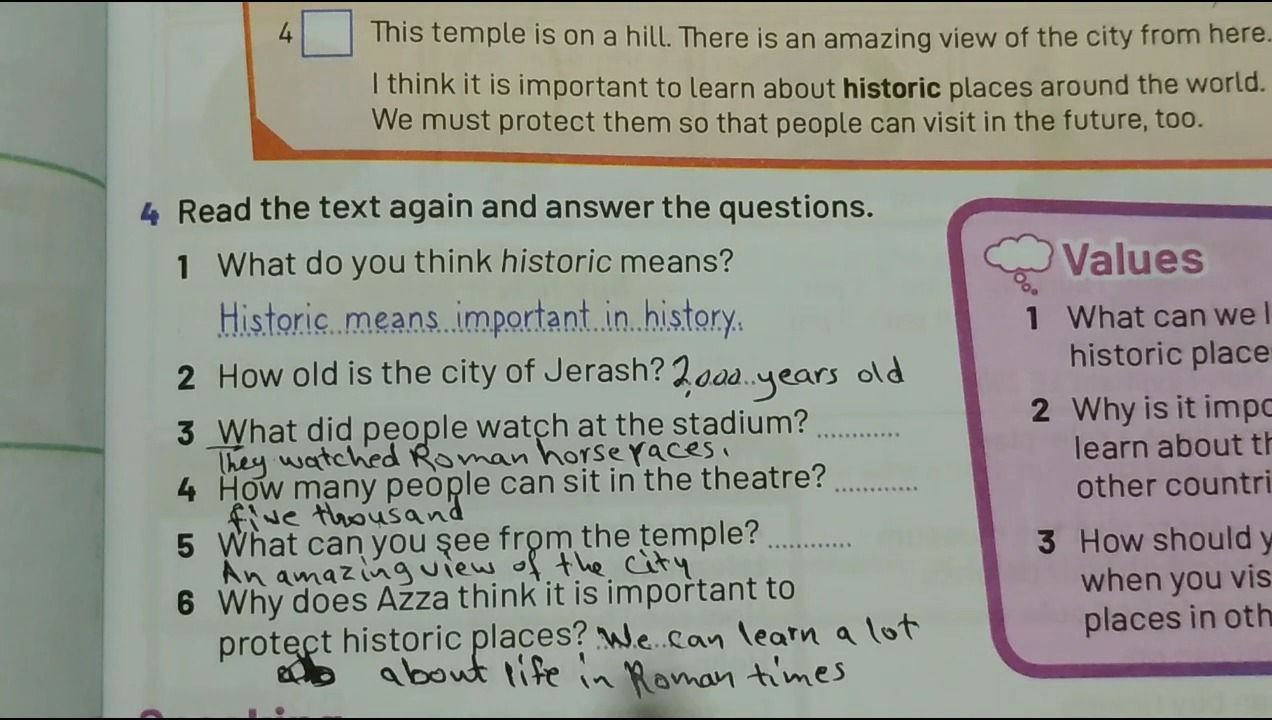 4 This temple is on a hill. There is an amazing view of the city from here.
I think it is important to learn about historic places around the world.
We must protect them so that people can visit in the future, too.
4 Read the text again and answer the questions.
1 What do you think historic means?
Historic means important in history.
2 How old is the city of Jerash? 2,000 years old
3 What did people watch at the stadium? ............
They watched Roman horse races.
4 How many people can sit in the theatre? ............
five thousand
5 What can you see from the temple? ............
An amazing view of the city
6 Why does Azza think it is important to
protect historic places? We can learn a lot
about life in Roman times
Values
1 What can we l
historic place
2 Why is it impo
learn about th
other countri
3 How should y
when you vis
places in oth